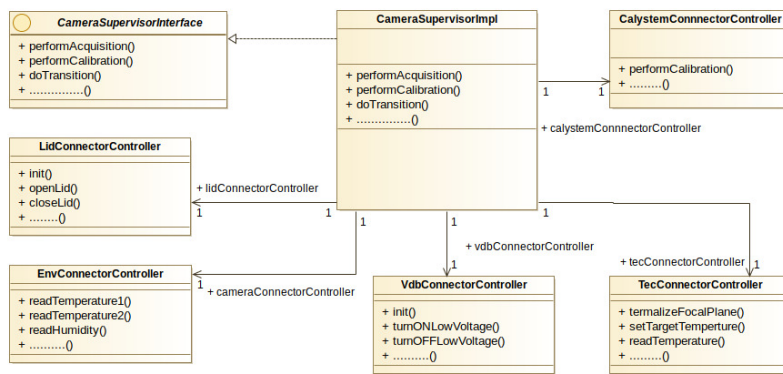 CameraSupervisorInterface
+ performAcquisition()
+ performCalibration()
+ doTransition()
+ ...............()
CameraSupervisorImpl
+ performAcquisition()
+ performCalibration()
+ doTransition()
+ ...............()
CalystemConnnectorController
+ performCalibration()
+ .........()
1
1
+ calystemConnnectorController
LidConnectorController
+ init()
+ openLid()
+ closeLid()
+ ........()
+ lidConnectorController
1
1
1
1
1
+ vdbConnectorController
1
+ tecConnectorController
1
EnvConnectorController
+ readTemperature1()
+ readTemperature2()
+ readHumidity()
+ ..........()
1
+ cameraConnectorController
VdbConnectorController
+ init()
+ turnONLowVoltage()
+ turnOFFLowVoltage()
+ ..........()
TecConnectorController
+ termalizeFocalPlane()
+ setTargetTemperture()
+ readTemperature()
+ .........()